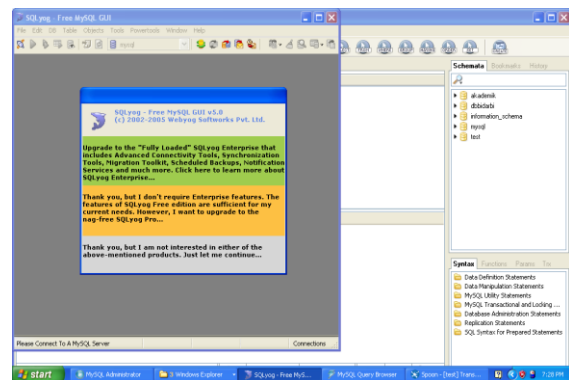 SQLyog - Free MySQL GUI
File Edit DB Table Objects Tools Powertools Window Help
mysql
SQLyog - Free MySQL GUI v5.0
(c) 2002-2005 Webyog Softworks Pvt. Ltd.
Upgrade to the "Fully Loaded" SQLyog Enterprise that
includes Advanced Connectivity Tools, Synchronization
Tools, Migration Toolkit, Scheduled Backups, Notification
Services and much more. Click here to learn more about
SQLyog Enterprise...
Thank you, but I don't require Enterprise features. The
features of SQLyog Free edition are sufficient for my
current needs. However, I want to upgrade to the
nag-free SQLyog Pro...
Thank you, but I am not interested in either of the
above-mentioned products. Just let me continue...
Please Connect To A MySQL Server
Connections
Schemata Bookmarks History
akademik
information_schema
mysql
test
Syntax Functions Params Trx
Data Definition Statements
Data Manipulation Statements
MySQL Utility Statements
MySQL Transactional and Locking ...
Database Administration Statements
Replication Statements
SQL Syntax for Prepared Statements
start
MySQL Administrator
3 Windows Explorer
SQLyog - Free MyS...
MySQL Query Browser
Spoon - [test] Trans...
7:28 PM